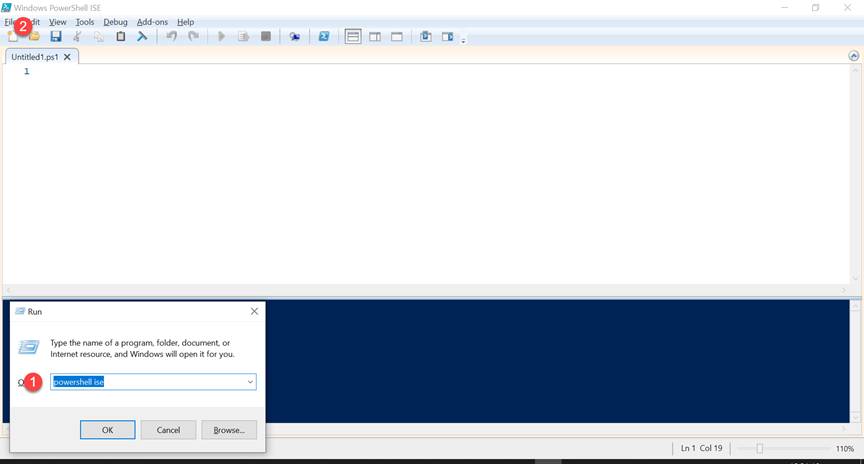 Windows PowerShell ISE
File Edit View Tools Debug Add-ons Help
2
Untitled1.ps1
1
Run
Type the name of a program, folder, document, or
Internet resource, and Windows will open it for you.
1 powershell ise
OK Cancel Browse...
Ln 1 Col 19 110%